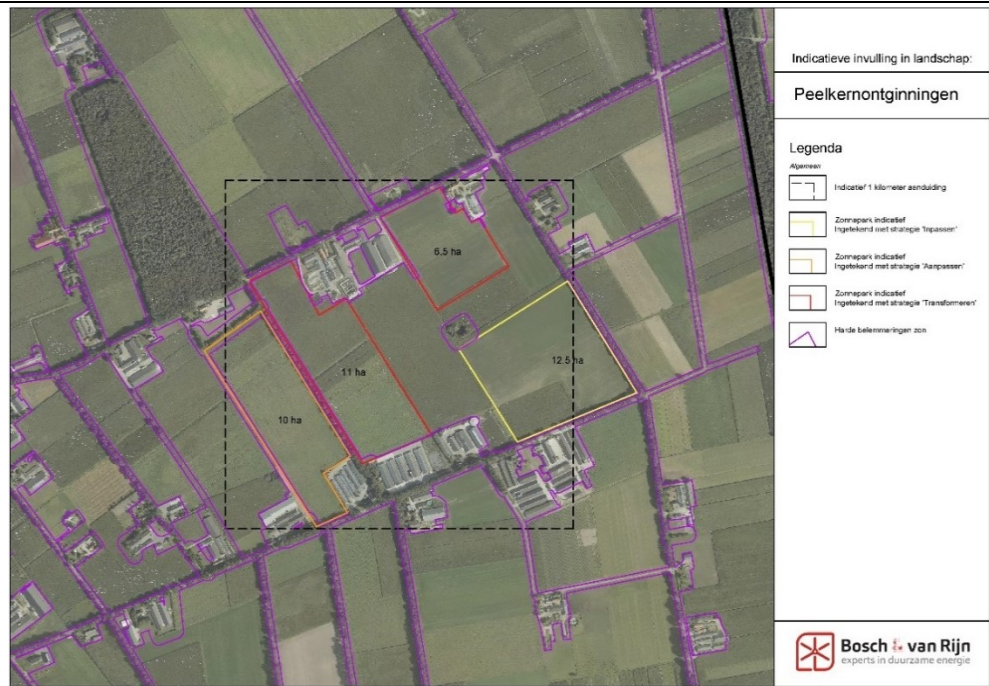 Indicatieve invulling in landschap:
Peelkernontginningen
Legenda
Algemeen
Indicatief 1 kilometer aanduiding
Zonnepark indicatief
Ingetekend met strategie 'Inpassen'
Zonnepark indicatief
Ingetekend met strategie 'Aanpassen'
Zonnepark indicatief
Ingetekend met strategie 'Transformeren'
Harde belemmeringen zon
6.5 ha
12.5 ha
11 ha
10 ha
Bosch & van Rijn
experts in duurzame energie